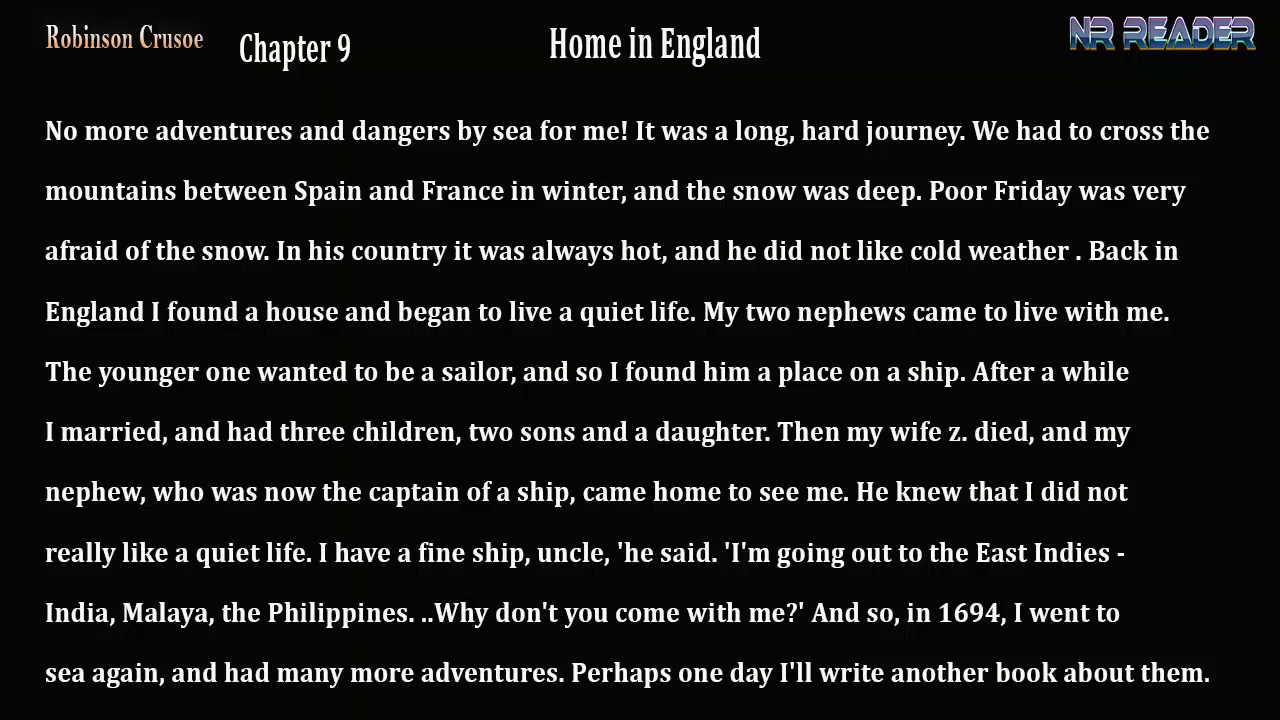 Robinson Crusoe
Chapter 9
Home in England
NR READER
No more adventures and dangers by sea for me! It was a long, hard journey. We had to cross the
mountains between Spain and France in winter, and the snow was deep. Poor Friday was very
afraid of the snow. In his country it was always hot, and he did not like cold weather . Back in
England I found a house and began to live a quiet life. My two nephews came to live with me.
The younger one wanted to be a sailor, and so I found him a place on a ship. After a while
I married, and had three children, two sons and a daughter. Then my wife z. died, and my
nephew, who was now the captain of a ship, came home to see me. He knew that I did not
really like a quiet life. I have a fine ship, uncle, 'he said. 'I'm going out to the East Indies -
India, Malaya, the Philippines. ..Why don't you come with me?' And so, in 1694, I went to
sea again, and had many more adventures. Perhaps one day I'll write another book about them.